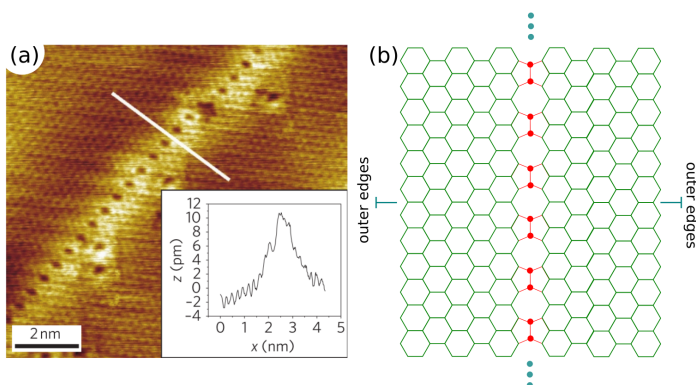 (a)
2 nm
12
10
8
6
4
2
0
−2
−4
z (pm)
0
1
2
3
4
5
x (nm)
(b)
outer edges
outer edges